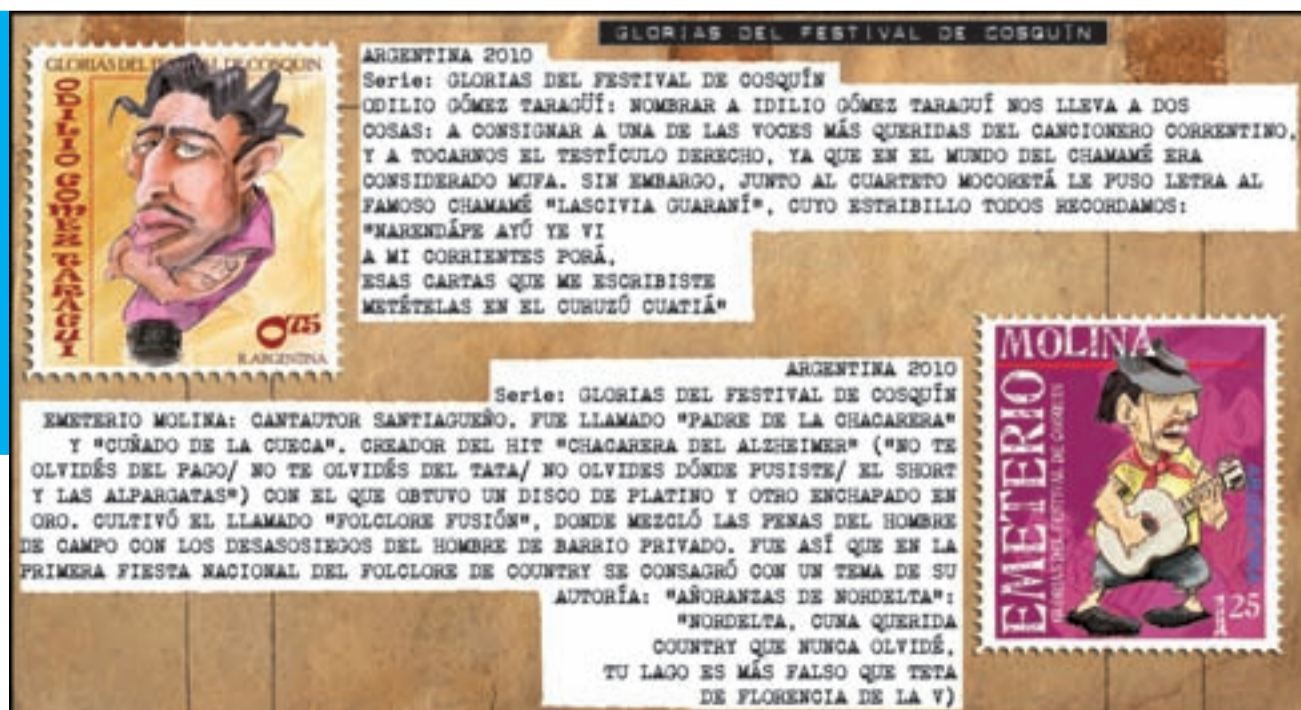 GLORIAS DEL FESTIVAL DE COSQUÍN
GLORIAS DEL FESTIVAL DE COSQUIN
ODILIO GOMEZ TARAGUI
0.75
R. ARGENTINA
ARGENTINA 2010
Serie: GLORIAS DEL FESTIVAL DE COSQUÍN
ODILIO GÓMEZ TARAGÜÍ: NOMBRAR A IDILIO GÓMEZ TARAGUÍ NOS LLEVA A DOS
COSAS: A CONSIGNAR A UNA DE LAS VOCES MÁS QUERIDAS DEL CANCIONERO CORRENTINO,
Y A TOCARNOS EL TESTÍCULO DERECHO, YA QUE EN EL MUNDO DEL CHAMAMÉ ERA
CONSIDERADO MUFA. SIN EMBARGO, JUNTO AL CUARTETO MOCORETÁ LE PUSO LETRA AL
FAMOSO CHAMAMÉ "LASCIVIA GUARANÍ", CUYO ESTRIBILLO TODOS RECORDAMOS:
"NARENDÁPE AYÚ YE VI
A MI CORRIENTES PORÁ,
ESAS CARTAS QUE ME ESCRIBISTE
METÉTELAS EN EL CURUZÚ CUATIÁ"
ARGENTINA 2010
Serie: GLORIAS DEL FESTIVAL DE COSQUÍN
EMETERIO MOLINA: CANTAUTOR SANTIAGUEÑO. FUE LLAMADO "PADRE DE LA CHACARERA"
Y "CUÑADO DE LA CUECA". CREADOR DEL HIT "CHACARERA DEL ALZHEIMER" ("NO TE
OLVIDÉS DEL PAGO/ NO TE OLVIDÉS DEL TATA/ NO OLVIDES DÓNDE PUSISTE/ EL SHORT
Y LAS ALPARGATAS") CON EL QUE OBTUVO UN DISCO DE PLATINO Y OTRO ENCHAPADO EN
ORO. CULTIVÓ EL LLAMADO "FOLCLORE FUSIÓN", DONDE MEZCLÓ LAS PENAS DEL HOMBRE
DE CAMPO CON LOS DESASOSIEGOS DEL HOMBRE DE BARRIO PRIVADO. FUE ASÍ QUE EN LA
PRIMERA FIESTA NACIONAL DEL FOLCLORE DE COUNTRY SE CONSAGRÓ CON UN TEMA DE SU
AUTORÍA: "AÑORANZAS DE NORDELTA":
"NORDELTA, CUNA QUERIDA
COUNTRY QUE NUNCA OLVIDÉ,
TU LAGO ES MÁS FALSO QUE TETA
DE FLORENCIA DE LA V)
EMETERIO
MOLINA
GLORIAS DEL FESTIVAL DE COSQUIN
ARGENTINA
1 25